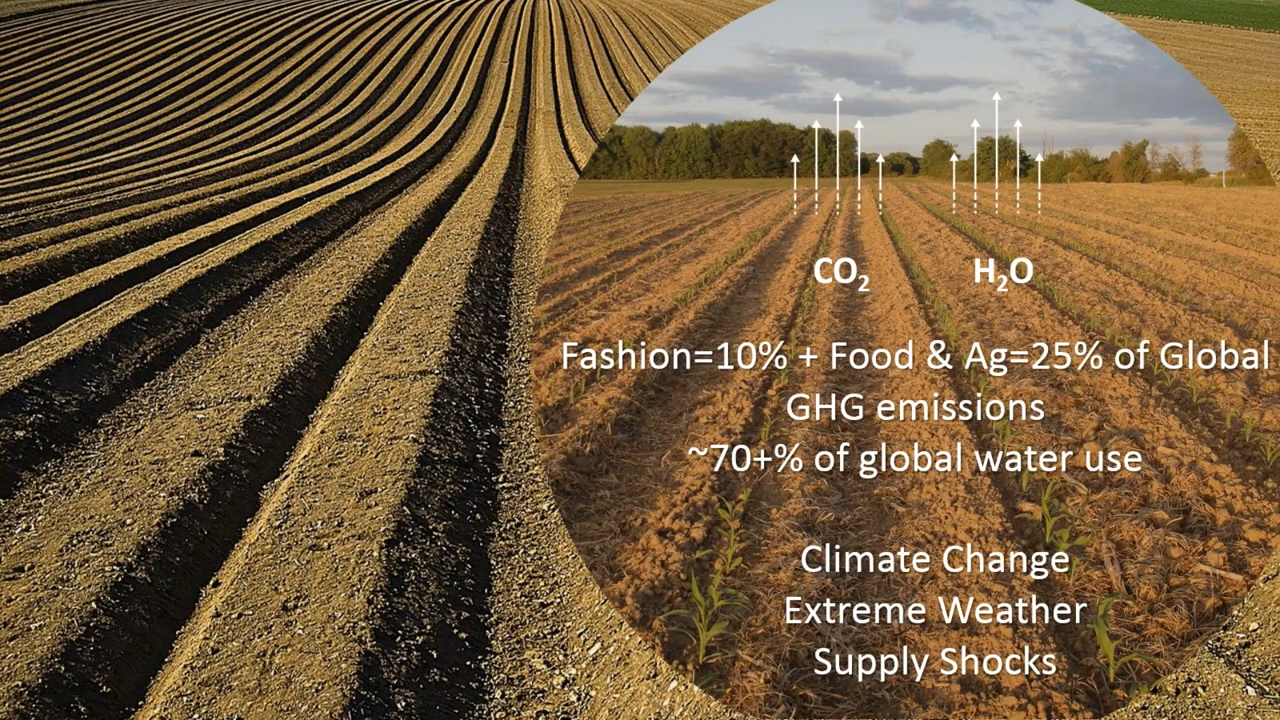 CO₂ H₂O
Fashion=10% + Food & Ag=25% of Global
GHG emissions
~70+% of global water use
Climate Change
Extreme Weather
Supply Shocks